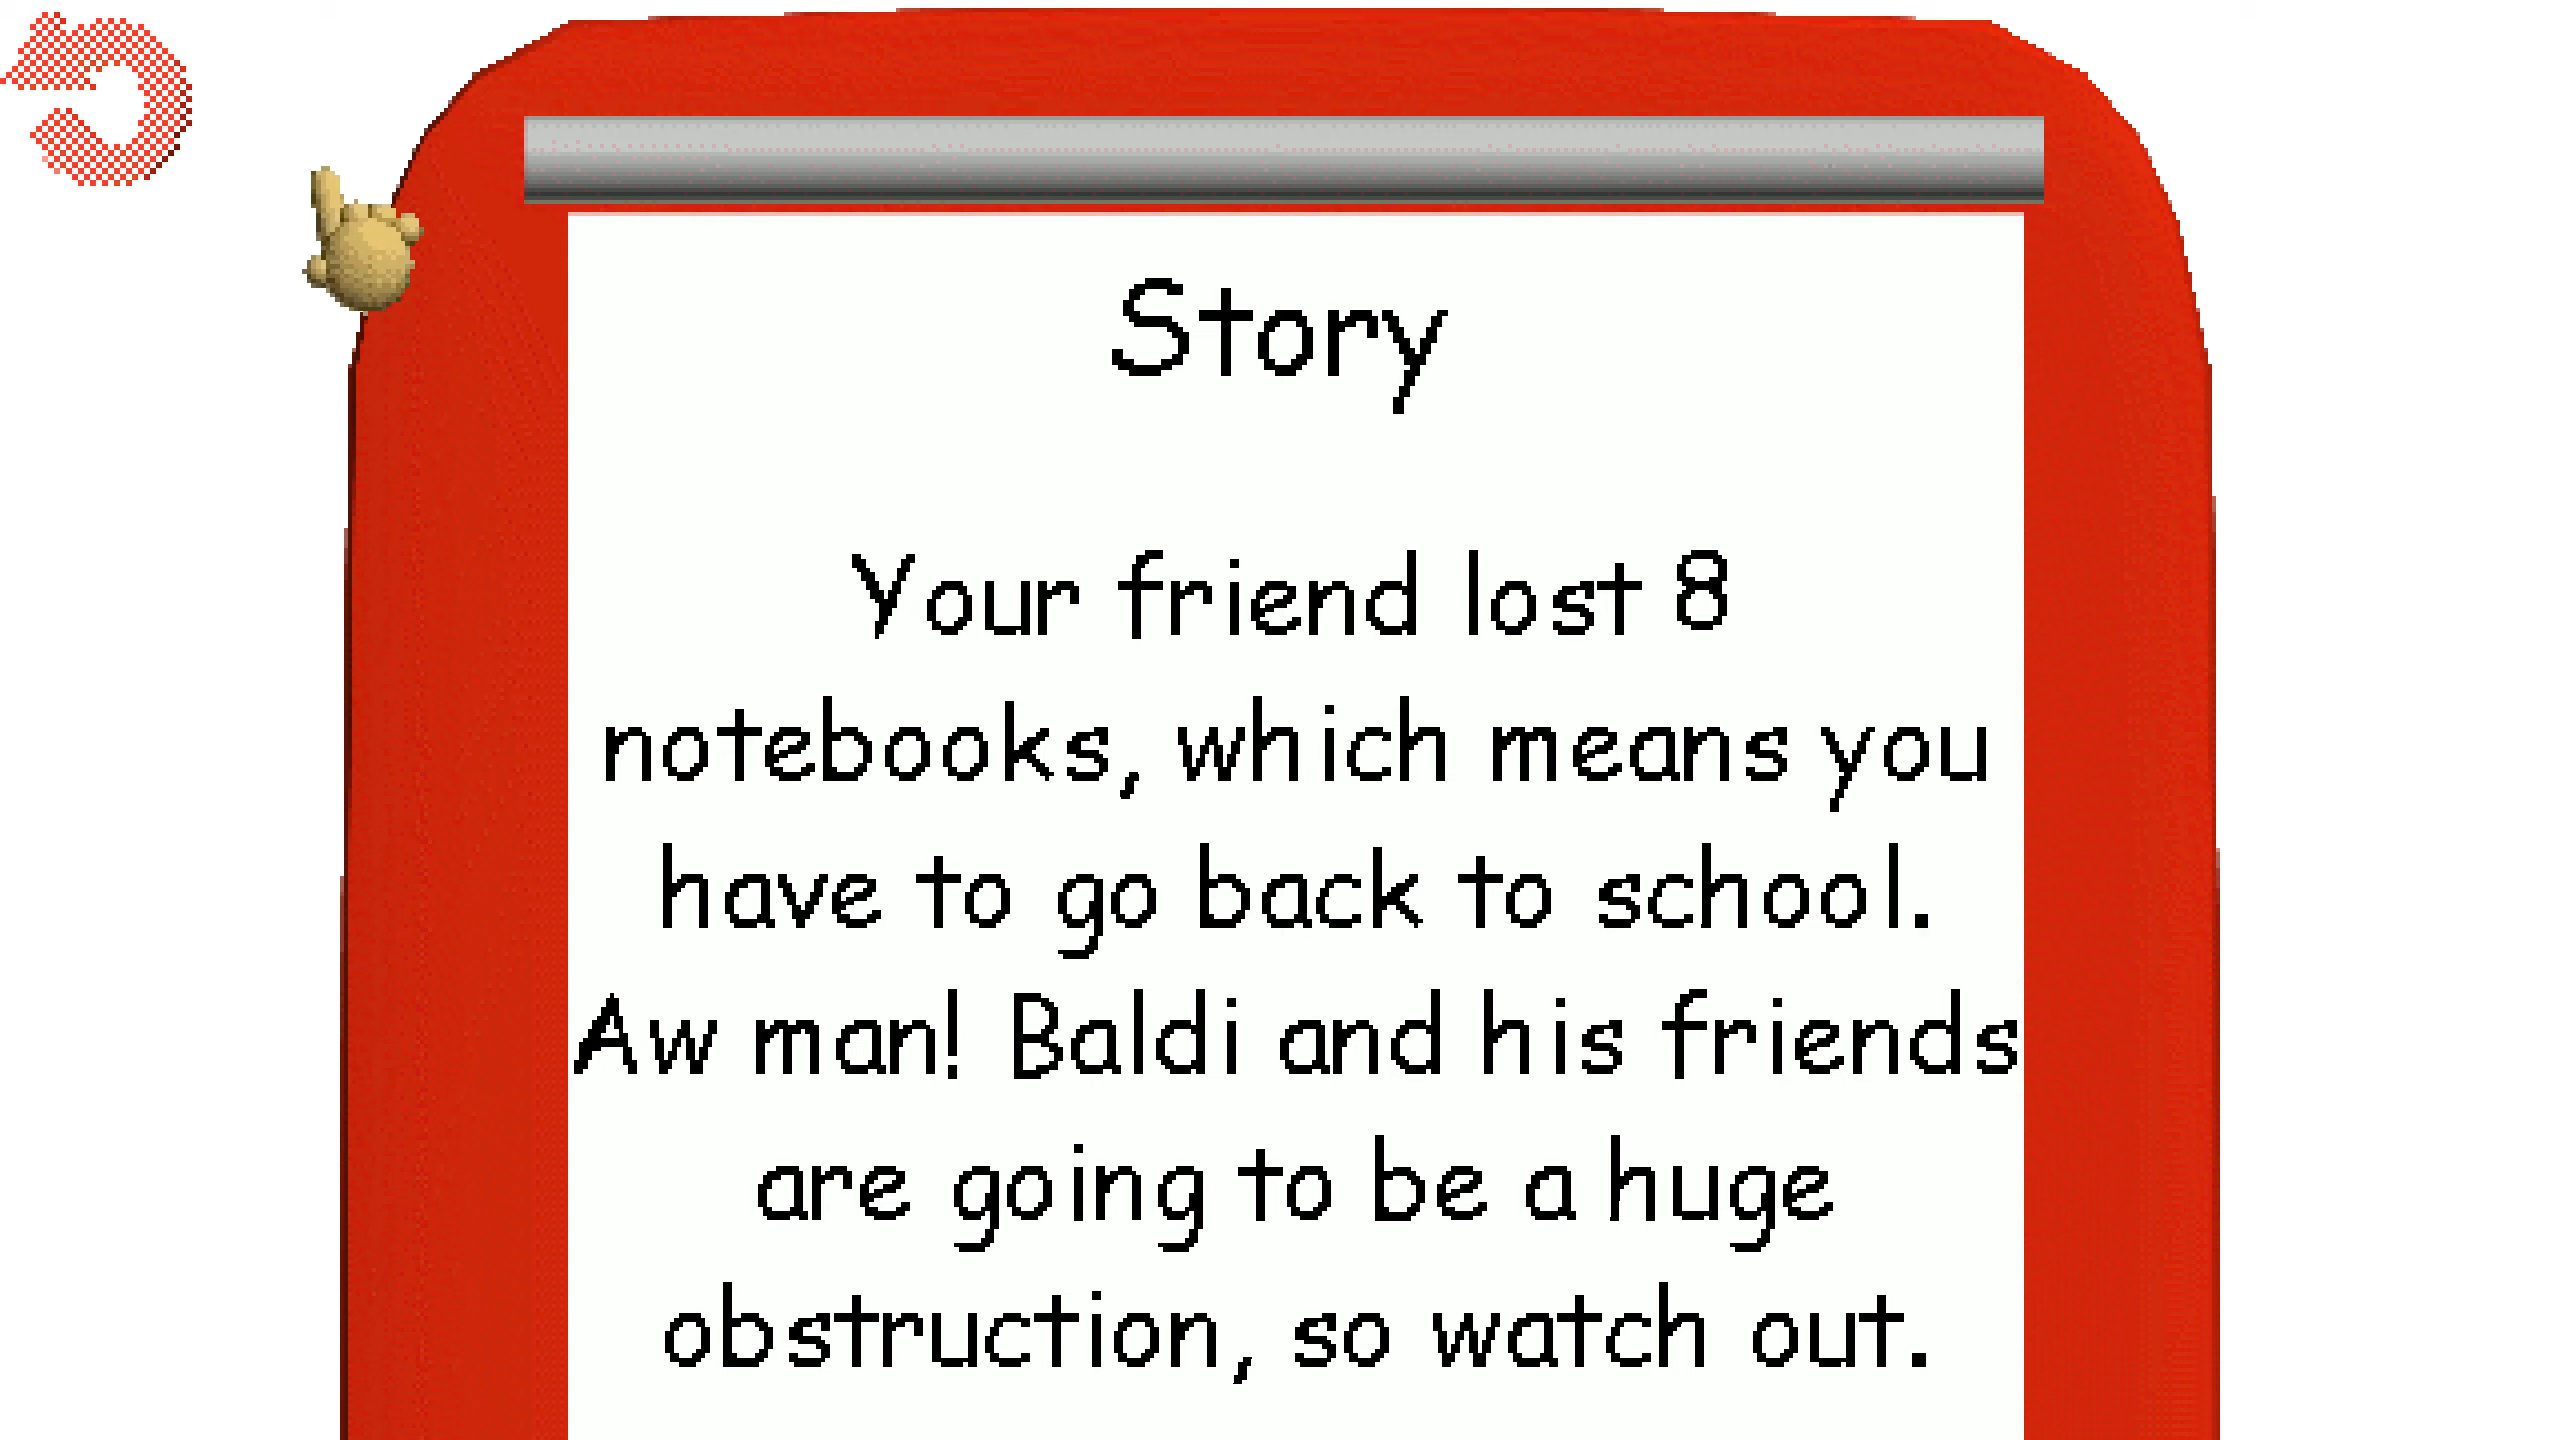 Story
Your friend lost 8
notebooks, which means you
have to go back to school.
Aw man! Baldi and his friends
are going to be a huge
obstruction, so watch out.